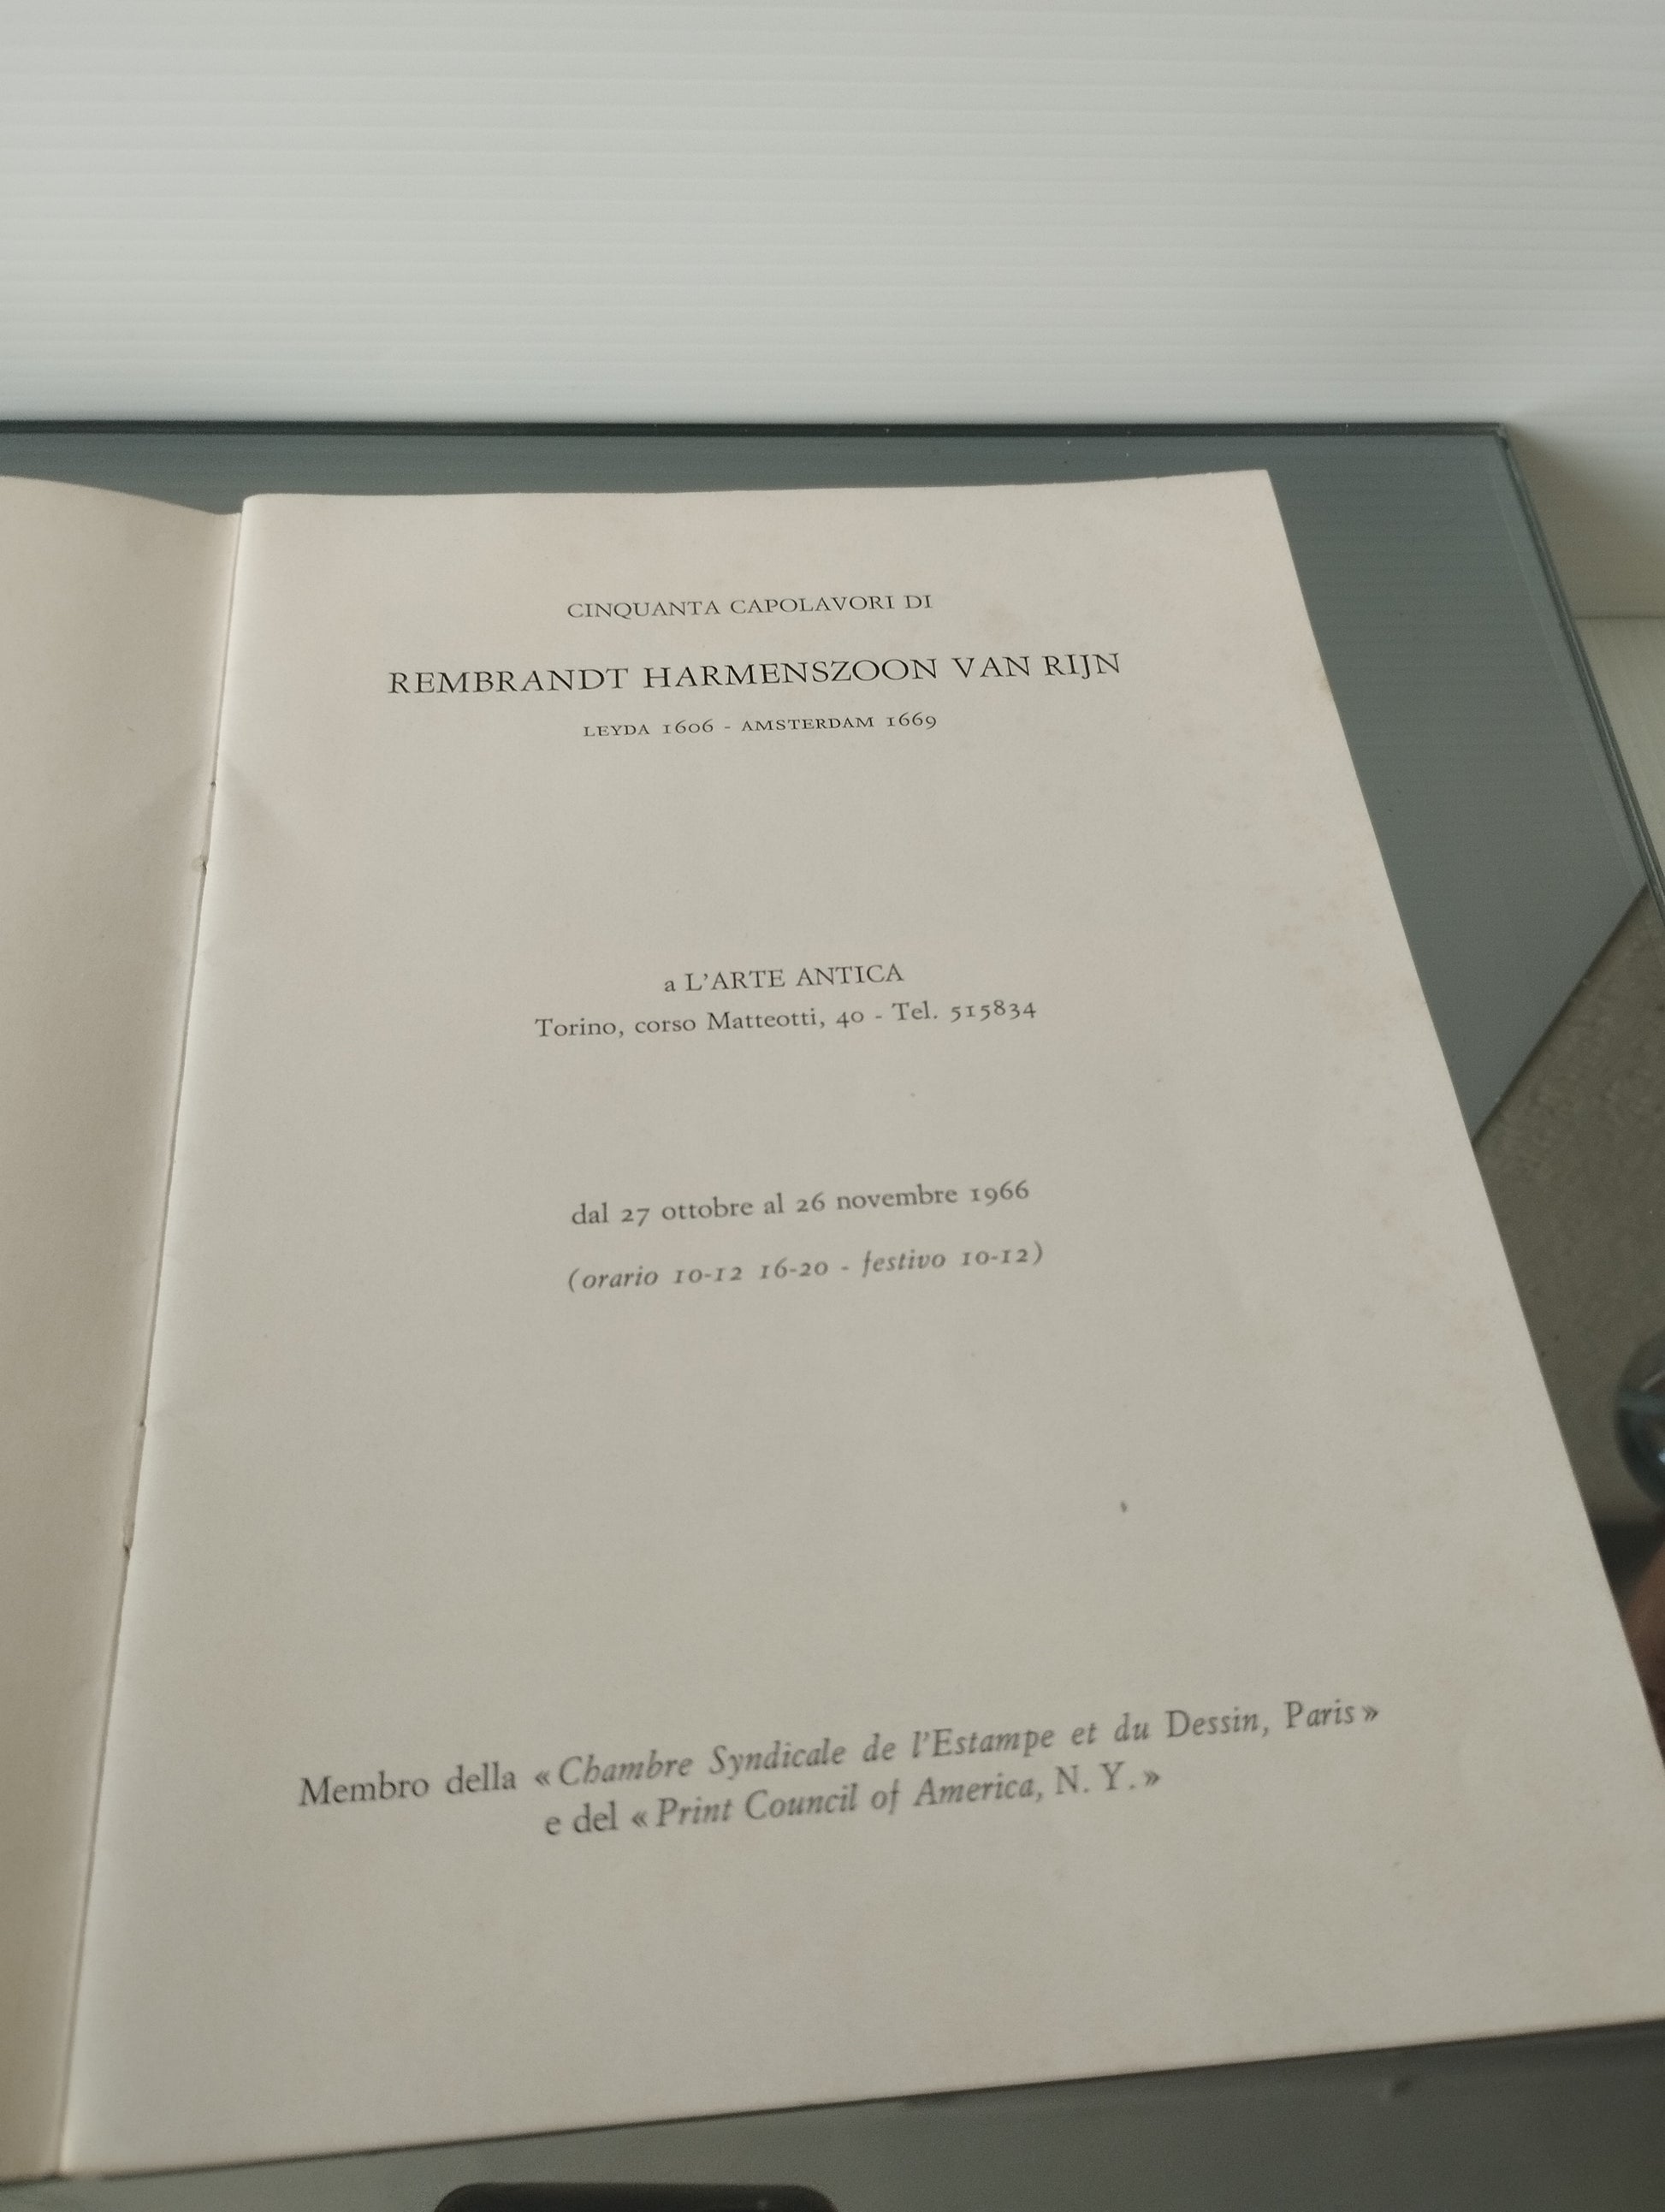 CINQUANTA CAPOLAVORI DI
REMBRANDT HARMENSZOON VAN RIJN
LEYDA 1606 - AMSTERDAM 1669
a L'ARTE ANTICA
Torino, corso Matteotti, 40 - Tel. 515834
dal 27 ottobre al 26 novembre 1966
(orario 10-12 16-20 - festivo 10-12)
Membro della «Chambre Syndicale de l'Estampe et du Dessin, Paris»
e del «Print Council of America, N. Y.»